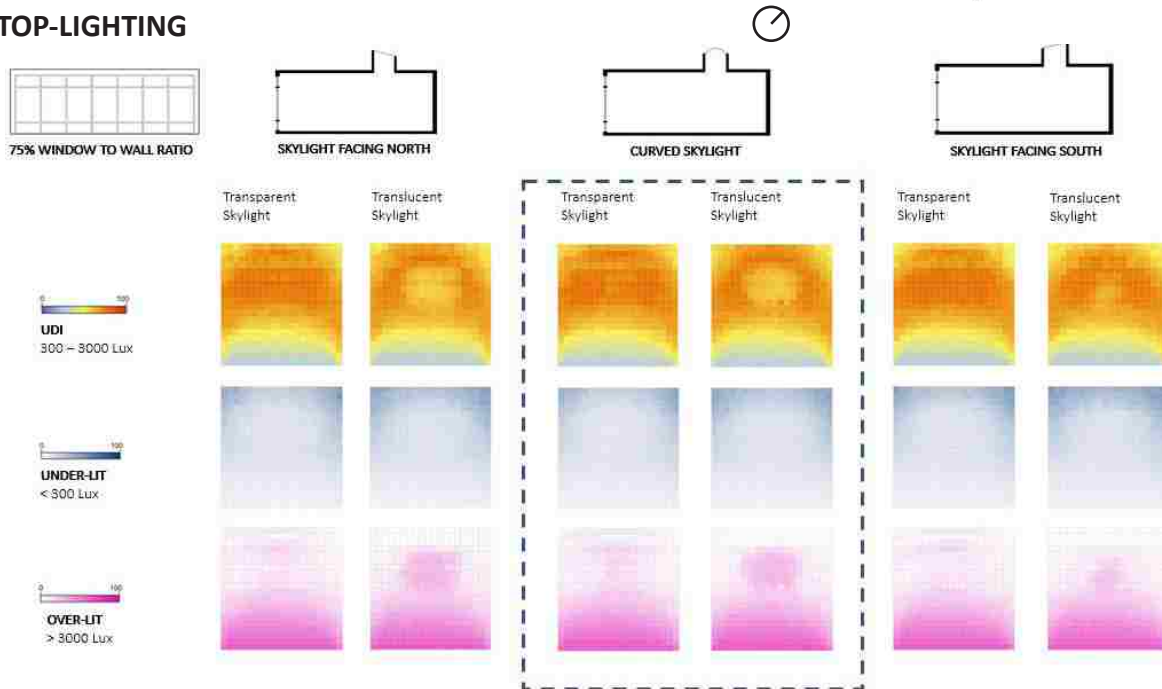 TOP-LIGHTING
75% WINDOW TO WALL RATIO
SKYLIGHT FACING NORTH
CURVED SKYLIGHT
SKYLIGHT FACING SOUTH
Transparent
Skylight
Translucent
Skylight
Transparent
Skylight
Translucent
Skylight
Transparent
Skylight
Translucent
Skylight
0
UDI
300 – 3000 Lux
0 100
UNDER-LIT
< 300 Lux
0 100
OVER-LIT
> 3000 Lux